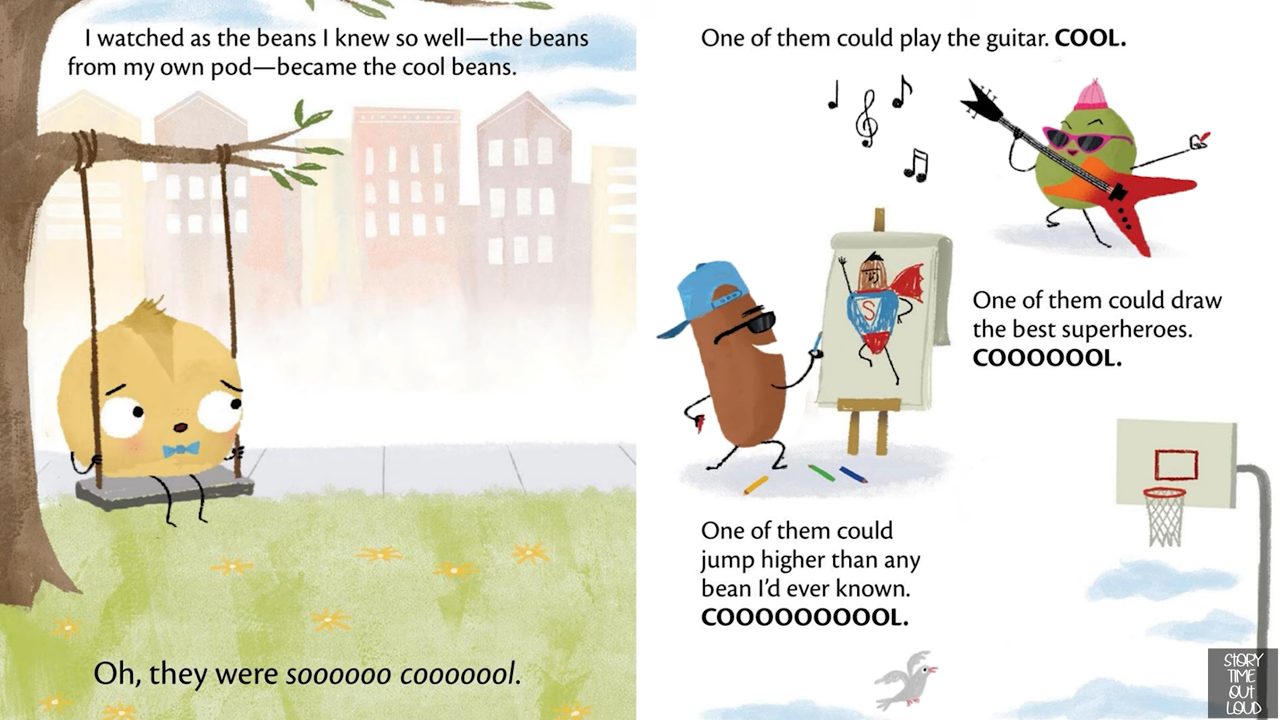 I watched as the beans I knew so well—the beans
from my own pod—became the cool beans.
Oh, they were soooooo cooooool.
One of them could play the guitar. COOL.
S
One of them could draw
the best superheroes.
COOOOOOL.
One of them could
jump higher than any
bean I'd ever known.
COOOOOOOOOL.
STORY
TIME
OUT
LOUD